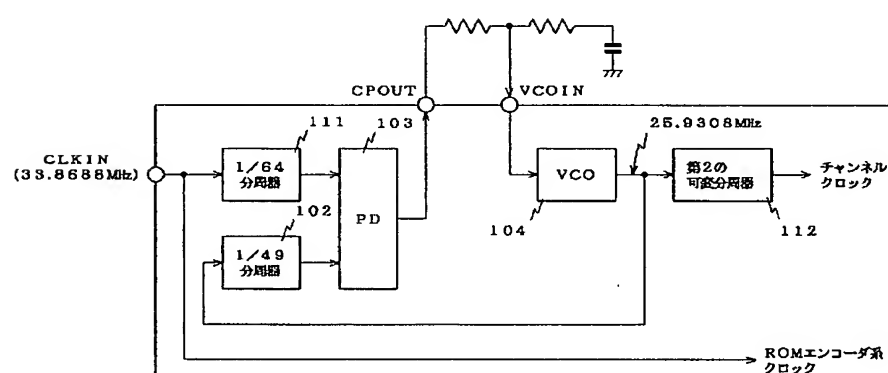 CPOUT
VCOIN
111
103
25.9308MHz
CLKIN
(33.8688MHz)
1/64
分周器
PD
VCO
第2の
可変分周器
チャンネル
クロック
102
104
112
1/49
分周器
ROMエンコーダ系
クロック